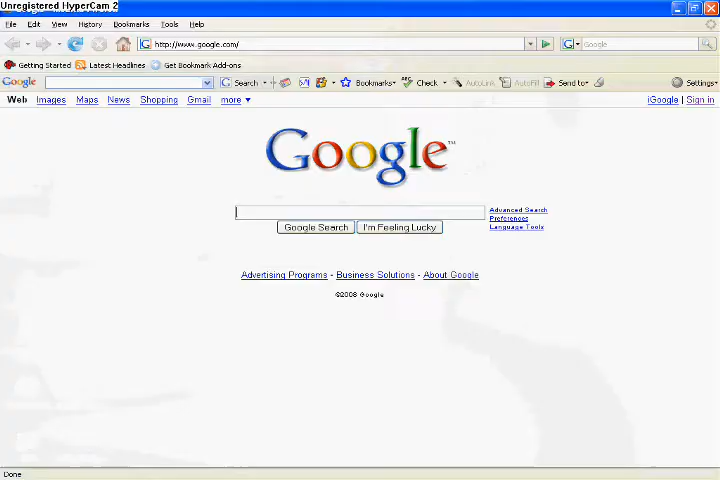 Unregistered HyperCam 2
File Edit View History Bookmarks Tools Help
http://www.google.com/ Google
Getting Started Latest Headlines Get Bookmark Add-ons
Google Search Bookmarks Check AutoLink AutoFill Send to Settings
Web Images Maps News Shopping Gmail more iGoogle | Sign in
Google™
Advanced Search
Preferences
Language Tools
Google Search I'm Feeling Lucky
Advertising Programs - Business Solutions - About Google
©2008 Google
Done